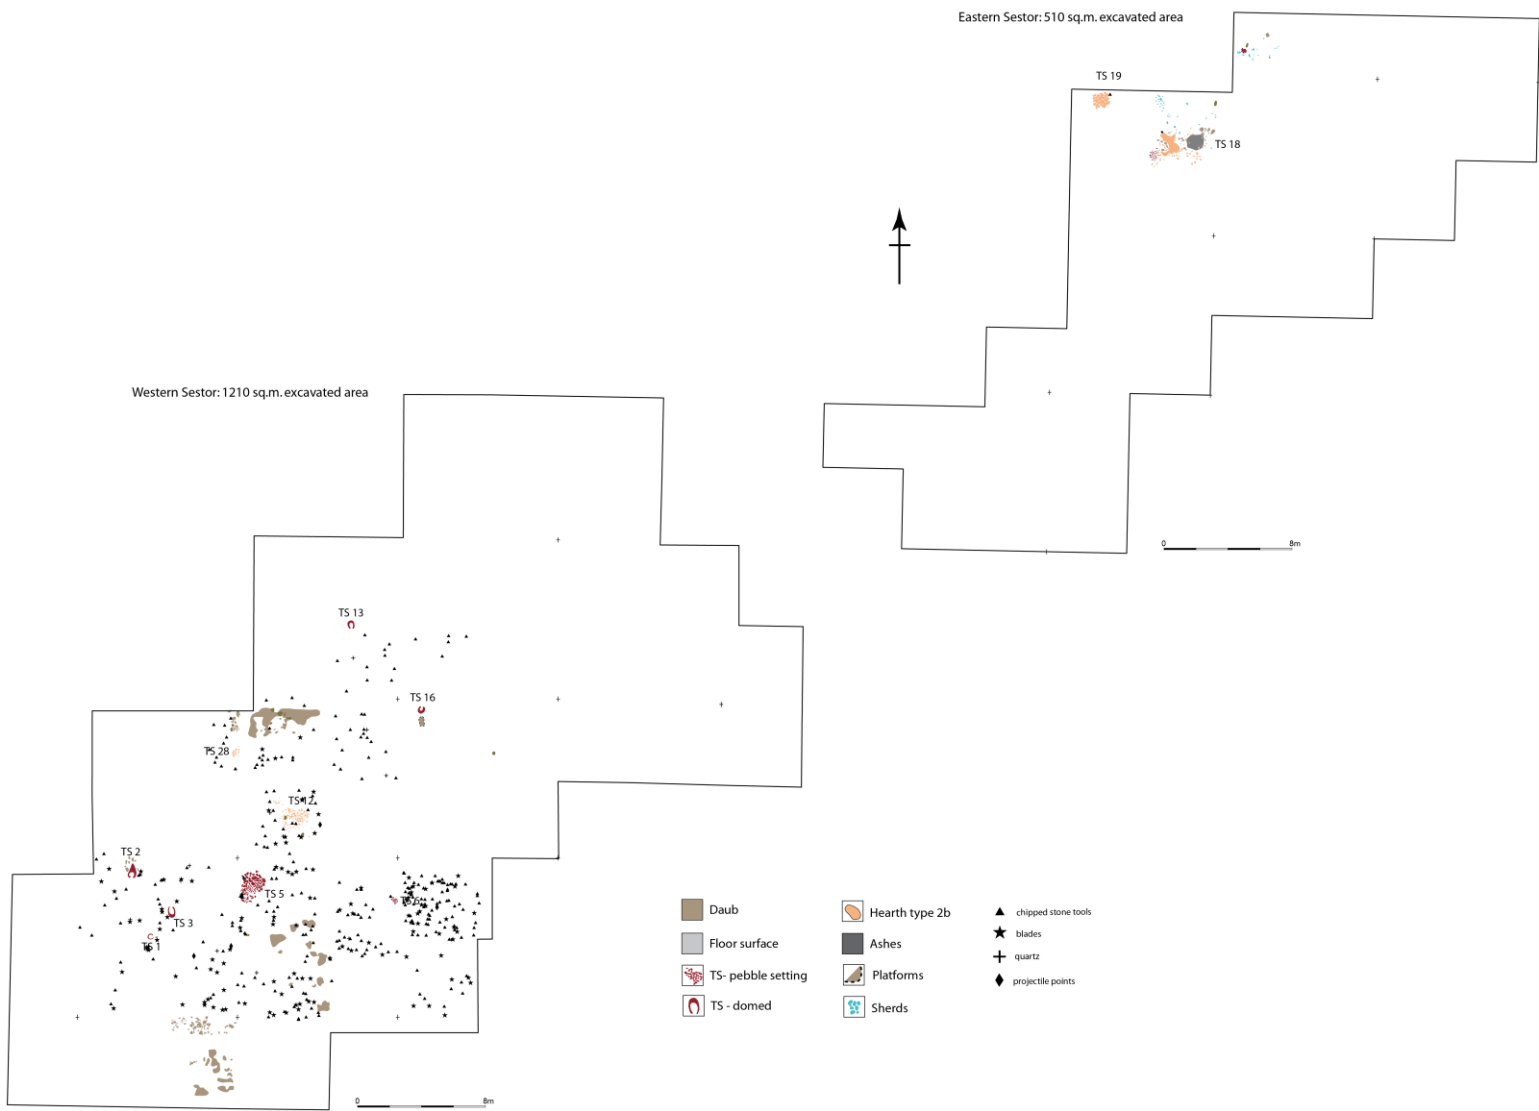 Eastern Sestor: 510 sq.m. excavated area
TS 19
TS 18
0 8m
Western Sestor: 1210 sq.m. excavated area
TS 13
TS 16
TS 28
TS 12
TS 2
TS 5
TS 6
TS 3
TS 1
0 8m
Daub
Floor surface
TS- pebble setting
TS - domed
Hearth type 2b
Ashes
Platforms
Sherds
chipped stone tools
blades
quartz
projectile points